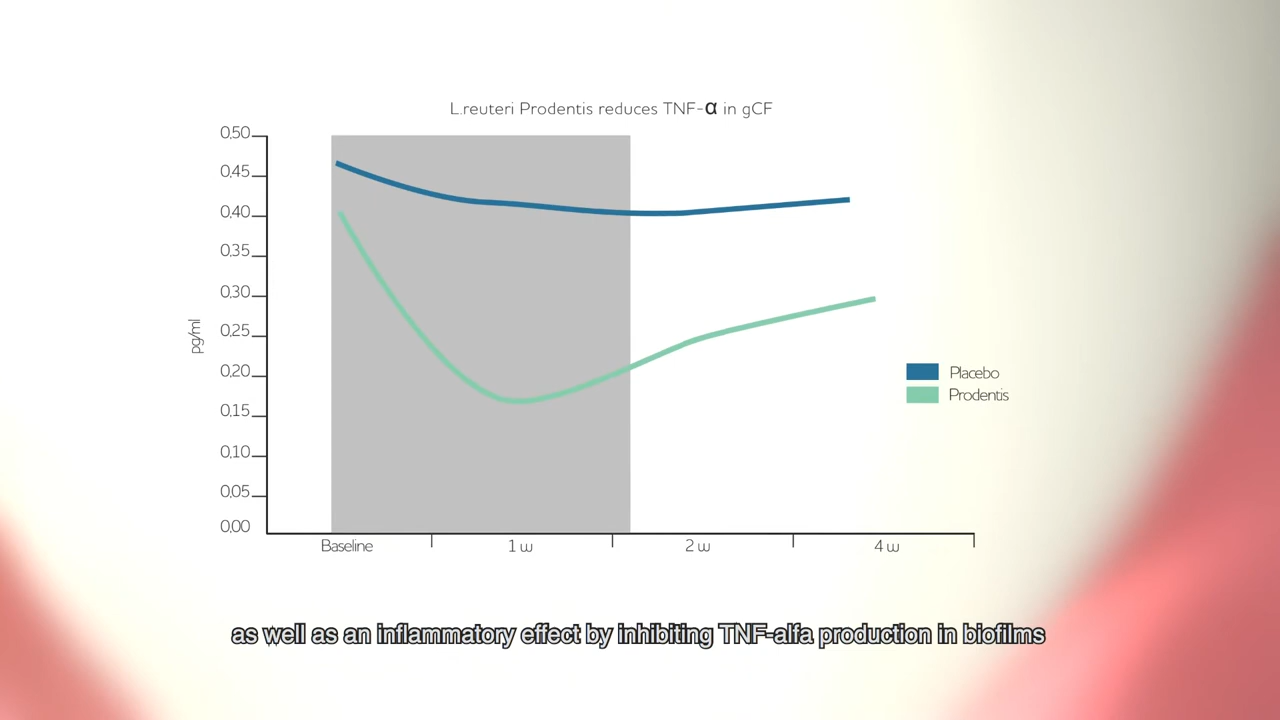 L.reuteri Prodentis reduces TNF-α in gCF
0,50
0,45
0,40
0,35
0,30
0,25
0,20
0,15
0,10
0,05
0,00
pg/ml
Baseline
1 w
2 w
4 w
Placebo
Prodentis
as well as an inflammatory effect by inhibiting TNF-alfa production in biofilms